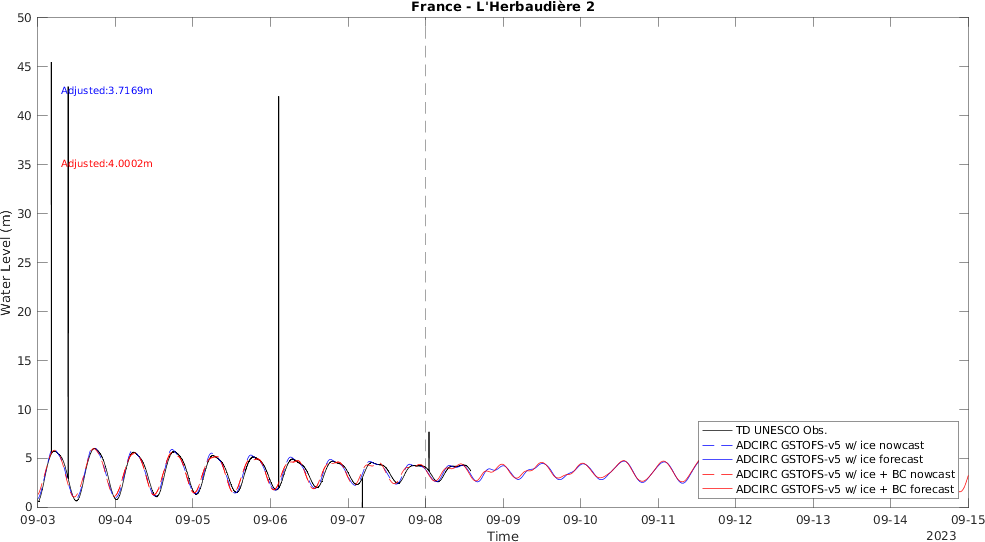 France - L'Herbaudière 2
50
45
40
35
30
25
20
15
10
5
0
Water Level (m)
Adjusted:3.7169m
Adjusted:4.0002m
TD UNESCO Obs.
ADCIRC GSTOFS-v5 w/ ice nowcast
ADCIRC GSTOFS-v5 w/ ice forecast
ADCIRC GSTOFS-v5 w/ ice + BC nowcast
ADCIRC GSTOFS-v5 w/ ice + BC forecast
09-03 09-04 09-05 09-06 09-07 09-08 09-09 09-10 09-11 09-12 09-13 09-14 09-15
Time
2023